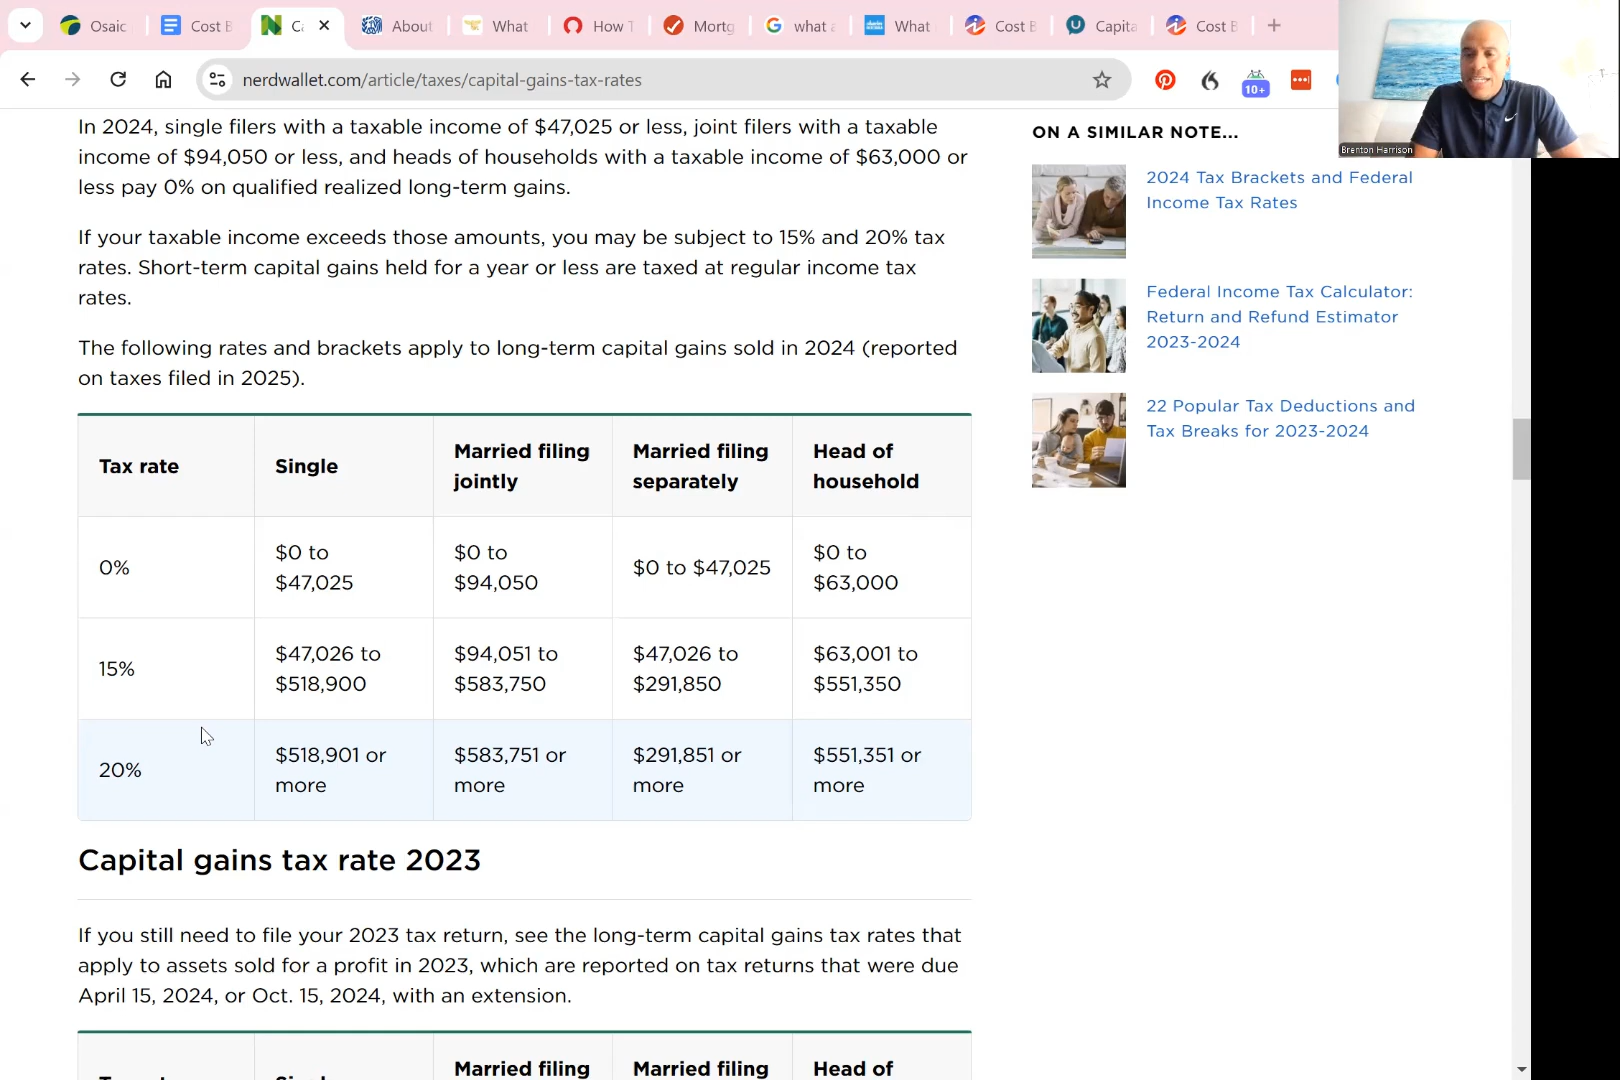 Osaic
Cost B
Ca
About
What
How T
Mortg
what a
What
Cost B
Capita
Cost B
nerdwallet.com/article/taxes/capital-gains-tax-rates
10+
Brenton Harrison
In 2024, single filers with a taxable income of $47,025 or less, joint filers with a taxable
income of $94,050 or less, and heads of households with a taxable income of $63,000 or
less pay 0% on qualified realized long-term gains.
If your taxable income exceeds those amounts, you may be subject to 15% and 20% tax
rates. Short-term capital gains held for a year or less are taxed at regular income tax
rates.
The following rates and brackets apply to long-term capital gains sold in 2024 (reported
on taxes filed in 2025).
Tax rate
Single
Married filing
jointly
Married filing
separately
Head of
household
0%
$0 to
$47,025
$0 to
$94,050
$0 to $47,025
$0 to
$63,000
15%
$47,026 to
$518,900
$94,051 to
$583,750
$47,026 to
$291,850
$63,001 to
$551,350
20%
$518,901 or
more
$583,751 or
more
$291,851 or
more
$551,351 or
more
Capital gains tax rate 2023
If you still need to file your 2023 tax return, see the long-term capital gains tax rates that
apply to assets sold for a profit in 2023, which are reported on tax returns that were due
April 15, 2024, or Oct. 15, 2024, with an extension.
Married filing
Married filing
Head of
ON A SIMILAR NOTE...
2024 Tax Brackets and Federal
Income Tax Rates
Federal Income Tax Calculator:
Return and Refund Estimator
2023-2024
22 Popular Tax Deductions and
Tax Breaks for 2023-2024